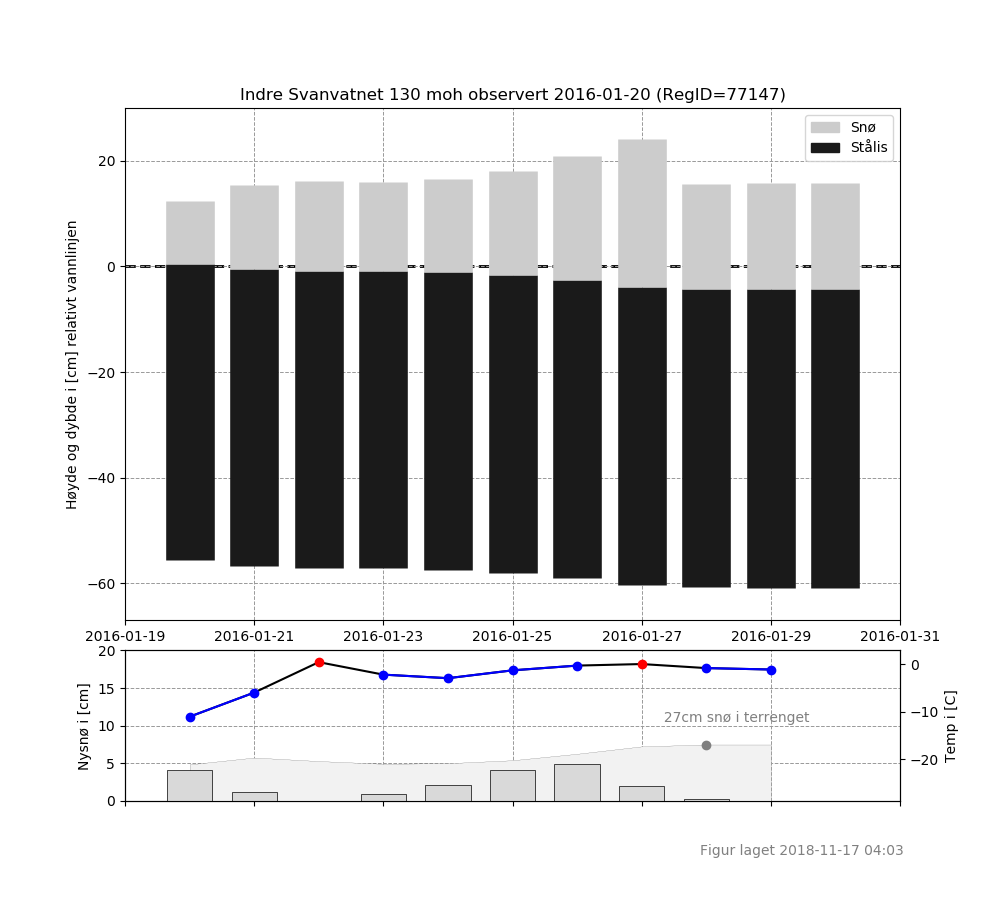 Indre Svanvatnet 130 moh observert 2016-01-20 (RegID=77147)
Snø
Stålis
20
0
−20
−40
−60
Høyde og dybde i [cm] relativt vannlinjen
2016-01-19 2016-01-21 2016-01-23 2016-01-25 2016-01-27 2016-01-29 2016-01-31
20
15
10
5
0
Nysnø i [cm]
27cm snø i terrenget
0
−10
−20
Temp i [C]
Figur laget 2018-11-17 04:03